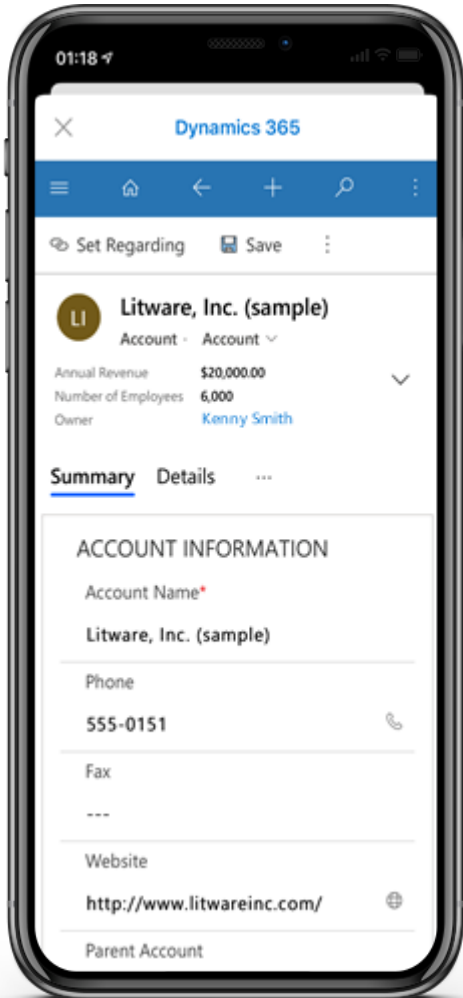 01:18
Dynamics 365
Set Regarding Save
LI
Litware, Inc. (sample)
Account · Account
Annual Revenue $20,000.00
Number of Employees 6,000
Owner Kenny Smith
Summary Details ...
ACCOUNT INFORMATION
Account Name*
Litware, Inc. (sample)
Phone
555-0151
Fax
---
Website
http://www.litwareinc.com/
Parent Account